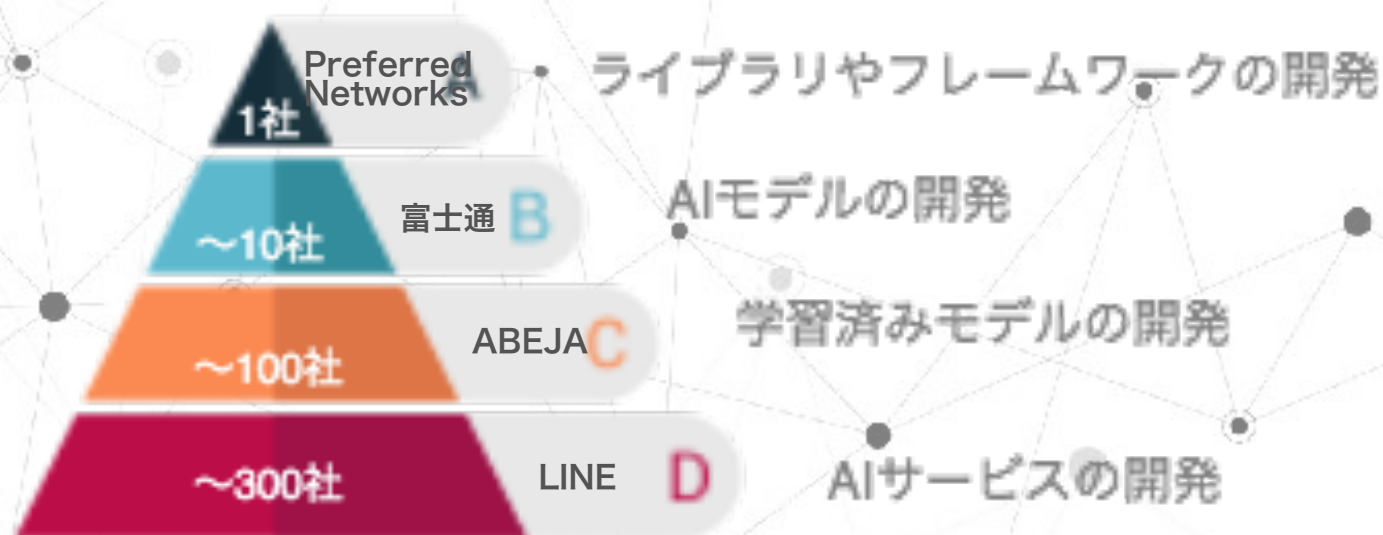 Preferred
Networks A
1社
ライブラリやフレームワークの開発
〜10社
富士通 B
AIモデルの開発
〜100社
ABEJA C
学習済みモデルの開発
〜300社
LINE D
AIサービスの開発